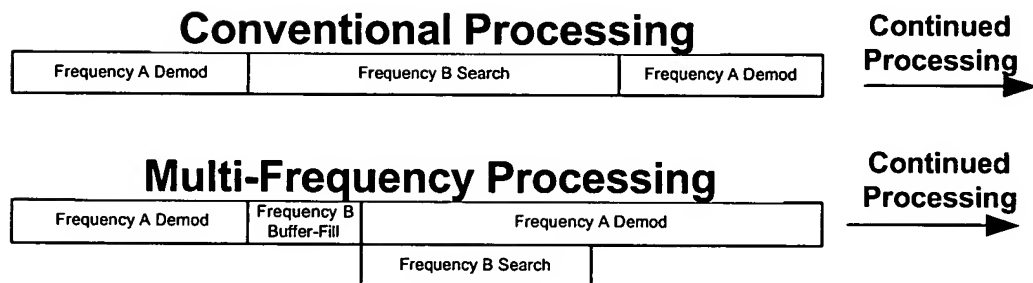 Conventional Processing
Continued
Processing
Frequency A Demod
Frequency B Search
Frequency A Demod
Multi-Frequency Processing
Continued
Processing
Frequency A Demod
Frequency B
Buffer-Fill
Frequency A Demod
Frequency B Search